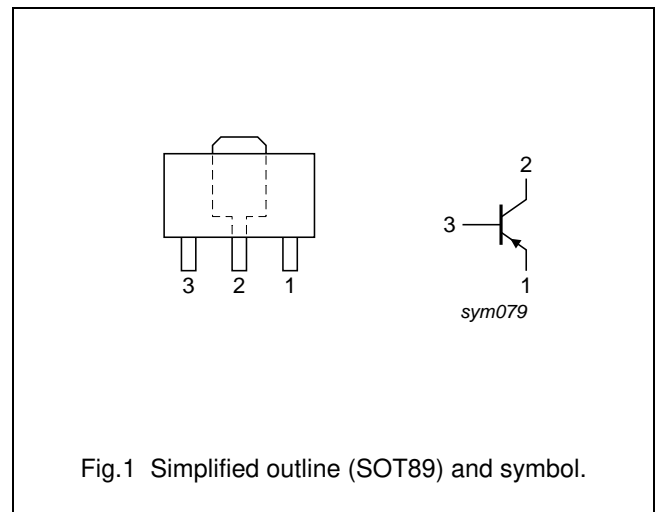 3 2 1
2
3
1
sym079
Fig.1 Simplified outline (SOT89) and symbol.